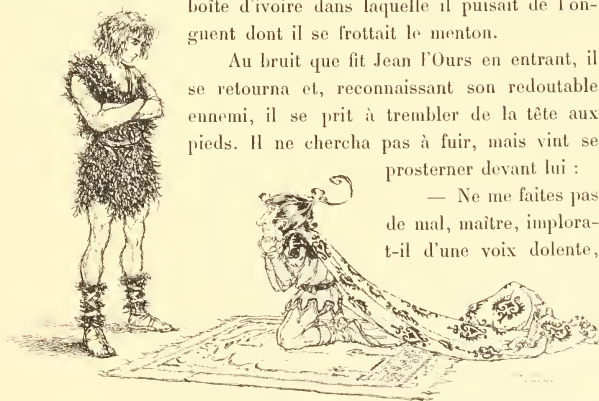 boîte d'ivoire dans laquelle il puisait de l'on-
guent dont il se frottait le menton.
Au bruit que fit Jean l'Ours en entrant, il
se retourna et, reconnaissant son redoutable
ennemi, il se prit à trembler de la tête aux
pieds. Il ne chercha pas à fuir, mais vint se
prosterner devant lui :
— Ne me faites pas
de mal, maître, implora-
t-il d'une voix dolente,